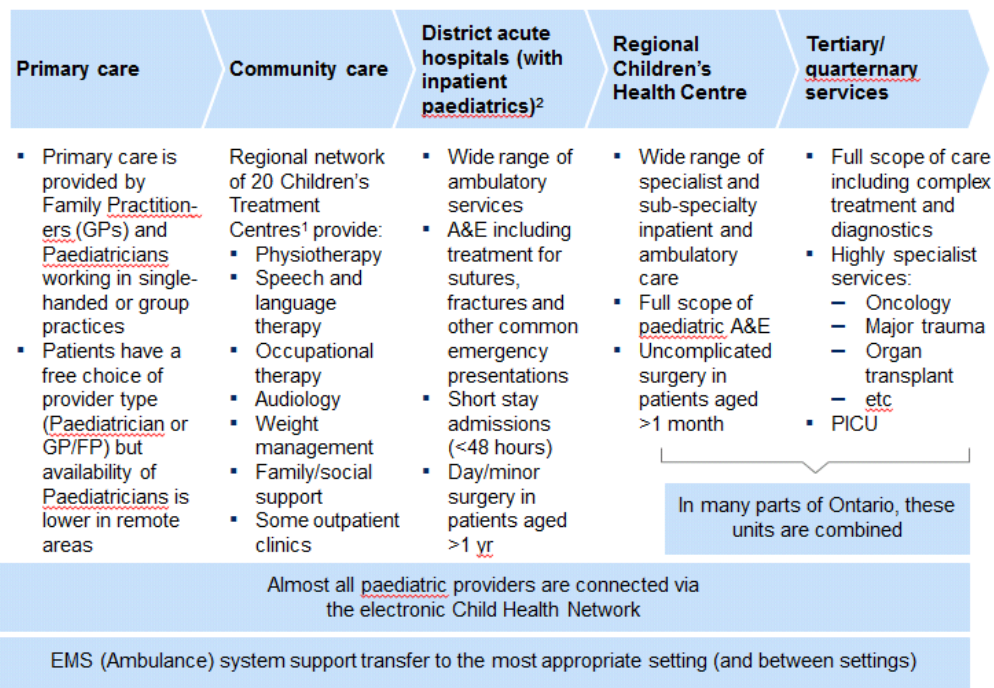 Primary care
Community care
District acute
hospitals (with
inpatient
paediatrics)²
Regional
Children's
Health Centre
Tertiary/
quarternary
services
▪ Primary care is
provided by
Family Practition-
ers (GPs) and
Paediatricians
working in single-
handed or group
practices
▪ Patients have a
free choice of
provider type
(Paediatrician or
GP/FP) but
availability of
Paediatricians is
lower in remote
areas
Regional network
of 20 Children's
Treatment
Centres¹ provide:
▪ Physiotherapy
▪ Speech and
language
therapy
▪ Occupational
therapy
▪ Audiology
▪ Weight
management
▪ Family/social
support
▪ Some outpatient
clinics
▪ Wide range of
ambulatory
services
▪ A&E including
treatment for
sutures,
fractures and
other common
emergency
presentations
▪ Short stay
admissions
(<48 hours)
▪ Day/minor
surgery in
patients aged
>1 yr
▪ Wide range of
specialist and
sub-specialty
inpatient and
ambulatory
care
▪ Full scope of
paediatric A&E
▪ Uncomplicated
surgery in
patients aged
>1 month
▪ Full scope of care
including complex
treatment and
diagnostics
▪ Highly specialist
services:
– Oncology
– Major trauma
– Organ
transplant
– etc
▪ PICU
In many parts of Ontario, these
units are combined
Almost all paediatric providers are connected via
the electronic Child Health Network
EMS (Ambulance) system support transfer to the most appropriate setting (and between settings)